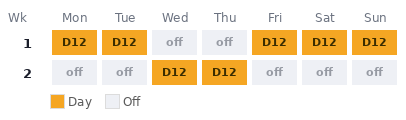 Wk Mon Tue Wed Thu Fri Sat Sun
1 D12 D12 off off D12 D12 D12
2 off off D12 D12 off off off
Day Off